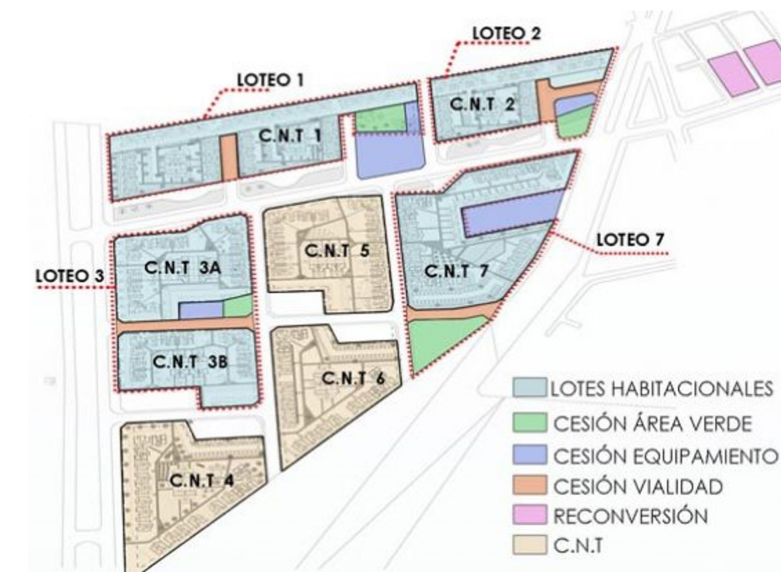 LOTEO 2
LOTEO 1
C.N.T 2
C.N.T 1
LOTEO 7
C.N.T 5
C.N.T 3A
LOTEO 3
C.N.T 7
C.N.T 3B
C.N.T 6
C.N.T 4
LOTES HABITACIONALES
CESIÓN ÁREA VERDE
CESIÓN EQUIPAMIENTO
CESIÓN VIALIDAD
RECONVERSIÓN
C.N.T